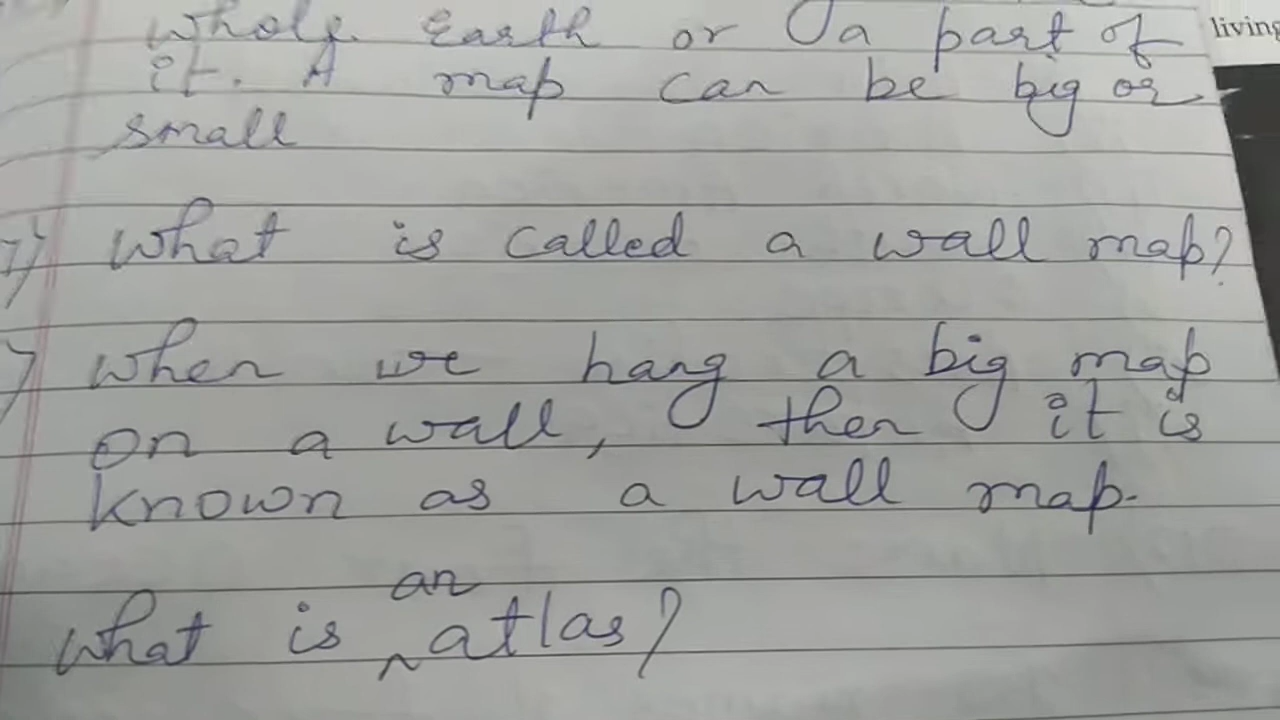 whole Earth or a part of
it. A map can be big or
small
living
7) What is called a wall map?
) When we hang a big map
on a wall, then it is
known as a wall map.
an
What is ^ atlas?